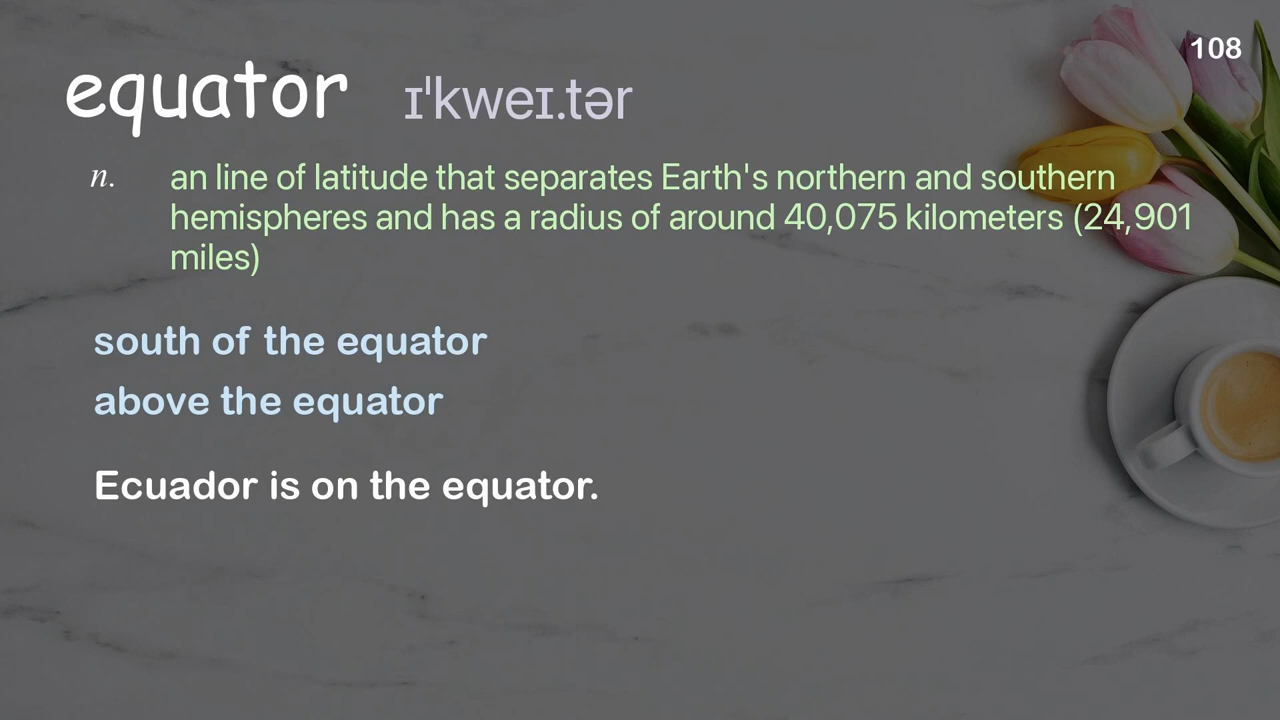 108
equator ɪˈkweɪ.tər
n. an line of latitude that separates Earth's northern and southern
hemispheres and has a radius of around 40,075 kilometers (24,901
miles)
south of the equator
above the equator
Ecuador is on the equator.